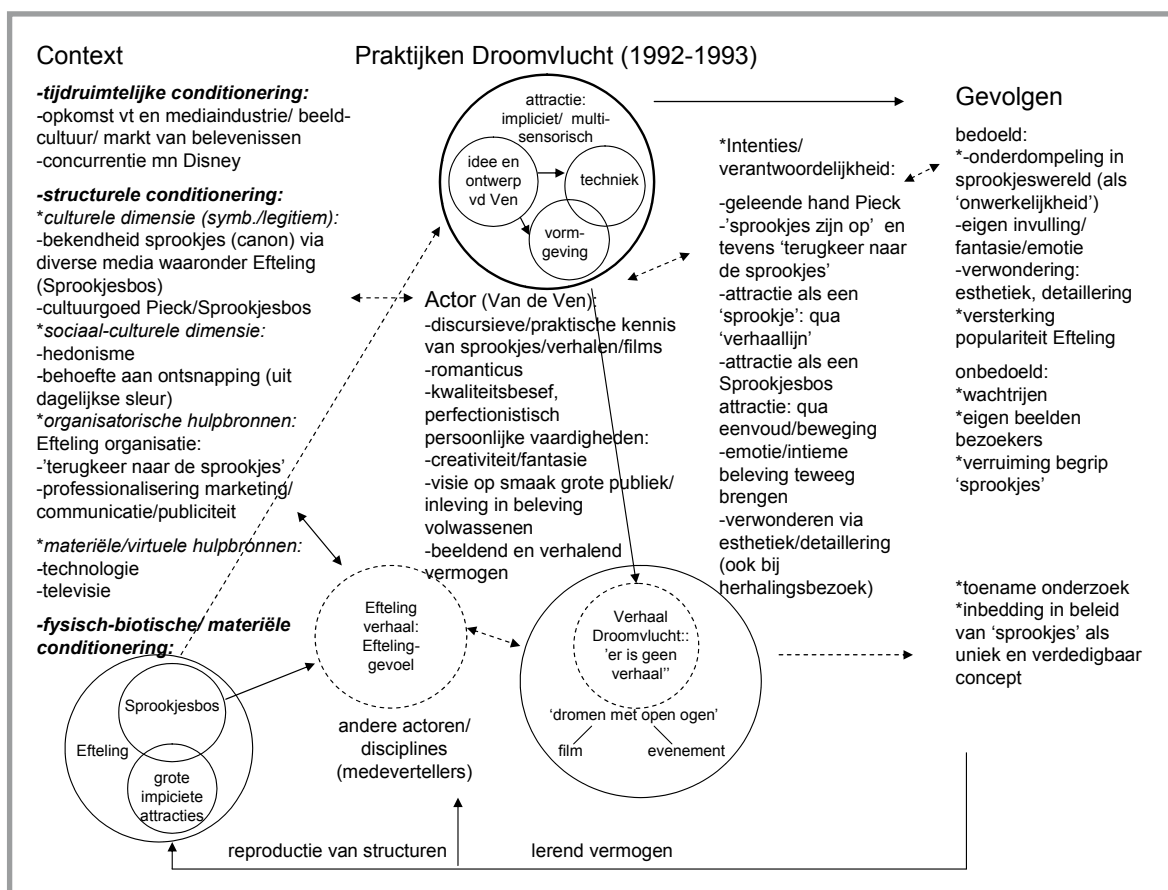 Context
-tijdruimtelijke conditionering:
-opkomst vt en mediaindustrie/ beeld-
cultuur/ markt van belevenissen
-concurrentie mn Disney
-structurele conditionering:
*culturele dimensie (symb./legitiem):
-bekendheid sprookjes (canon) via
diverse media waaronder Efteling
(Sprookjesbos)
-cultuurgoed Pieck/Sprookjesbos
*sociaal-culturele dimensie:
-hedonisme
-behoefte aan ontsnapping (uit
dagelijkse sleur)
*organisatorische hulpbronnen:
Efteling organisatie:
-'terugkeer naar de sprookjes'
-professionalisering marketing/
communicatie/publiciteit
*materiële/virtuele hulpbronnen:
-technologie
-televisie
-fysisch-biotische/ materiële
conditionering:
Sprookjesbos
Efteling
grote
impiciete
attracties
Praktijken Droomvlucht (1992-1993)
attractie:
impliciet/ multi-
sensorisch
idee en
ontwerp
vd Ven
techniek
vorm-
geving
Actor (Van de Ven):
-discursieve/praktische kennis
van sprookjes/verhalen/films
-romanticus
-kwaliteitsbesef,
perfectionistisch
persoonlijke vaardigheden:
-creativiteit/fantasie
-visie op smaak grote publiek/
inleving in beleving
volwassenen
-beeldend en verhalend
vermogen
Efteling
verhaal:
Efteling-
gevoel
andere actoren/
disciplines
(medevertellers)
Verhaal
Droomvlucht::
'er is geen
verhaal''
'dromen met open ogen'
film
evenement
*Intenties/
verantwoordelijkheid:
-geleende hand Pieck
-'sprookjes zijn op' en
tevens 'terugkeer naar
de sprookjes'
-attractie als een
'sprookje': qua
'verhaallijn'
-attractie als een
Sprookjesbos
attractie: qua
eenvoud/beweging
-emotie/intieme
beleving teweeg
brengen
-verwonderen via
esthetiek/detaillering
(ook bij
herhalingsbezoek)
Gevolgen
bedoeld:
*-onderdompeling in
sprookjeswereld (als
'onwerkelijkheid')
-eigen invulling/
fantasie/emotie
-verwondering:
esthetiek, detaillering
*versterking
populariteit Efteling
onbedoeld:
*wachtrijen
*eigen beelden
bezoekers
*verruiming begrip
'sprookjes'
*toename onderzoek
*inbedding in beleid
van 'sprookjes' als
uniek en verdedigbaar
concept
reproductie van structuren
lerend vermogen